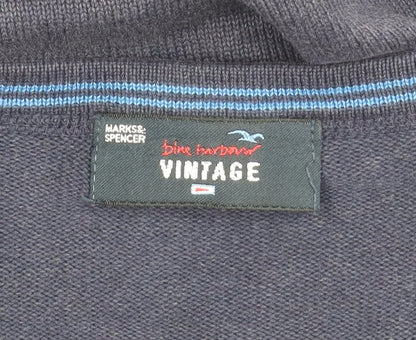 MARKS&
SPENCER
blue harbour
VINTAGE